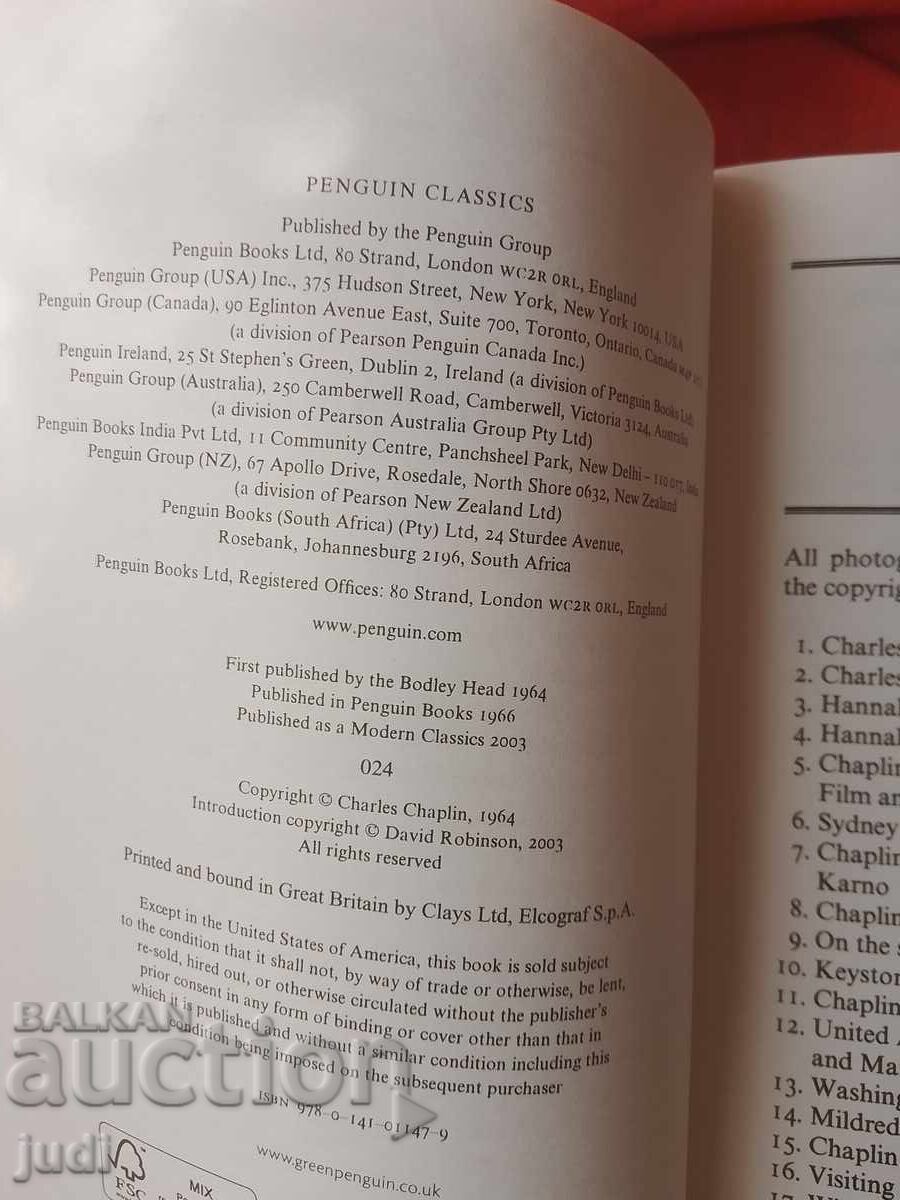 PENGUIN CLASSICS
Published by the Penguin Group
Penguin Books Ltd, 80 Strand, London WC2R 0RL, England
Penguin Group (USA) Inc., 375 Hudson Street, New York, New York 10014, USA
Penguin Group (Canada), 90 Eglinton Avenue East, Suite 700, Toronto, Ontario, Canada
(a division of Pearson Penguin Canada Inc.)
Penguin Ireland, 25 St Stephen's Green, Dublin 2, Ireland (a division of Penguin Books Ltd)
Penguin Group (Australia), 250 Camberwell Road, Camberwell, Victoria 3124, Australia
(a division of Pearson Australia Group Pty Ltd)
Penguin Books India Pvt Ltd, 11 Community Centre, Panchsheel Park, New Delhi – 110 017, India
Penguin Group (NZ), 67 Apollo Drive, Rosedale, North Shore 0632, New Zealand
(a division of Pearson New Zealand Ltd)
Penguin Books (South Africa) (Pty) Ltd, 24 Sturdee Avenue,
Rosebank, Johannesburg 2196, South Africa
Penguin Books Ltd, Registered Offices: 80 Strand, London WC2R 0RL, England
www.penguin.com
First published by the Bodley Head 1964
Published in Penguin Books 1966
Published as a Modern Classics 2003
024
Copyright © Charles Chaplin, 1964
Introduction copyright © David Robinson, 2003
All rights reserved
Printed and bound in Great Britain by Clays Ltd, Elcograf S.p.A.
Except in the United States of America, this book is sold subject
to the condition that it shall not, by way of trade or otherwise, be lent,
re-sold, hired out, or otherwise circulated without the publisher's
prior consent in any form of binding or cover other than that in
which it is published and without a similar condition including this
condition being imposed on the subsequent purchaser
ISBN 978-0-141-01147-9
www.greenpenguin.co.uk
FSC
MIX
BALKAN
auction
judi
All photog
the copyrig
1. Charles
2. Charles
3. Hannal
4. Hannal
5. Chaplin
Film an
6. Sydney
7. Chaplin
Karno
8. Chaplin
9. On the s
10. Keyston
11. Chaplin
12. United A
and Ma
13. Washing
14. Mildred
15. Chaplin
16. Visiting